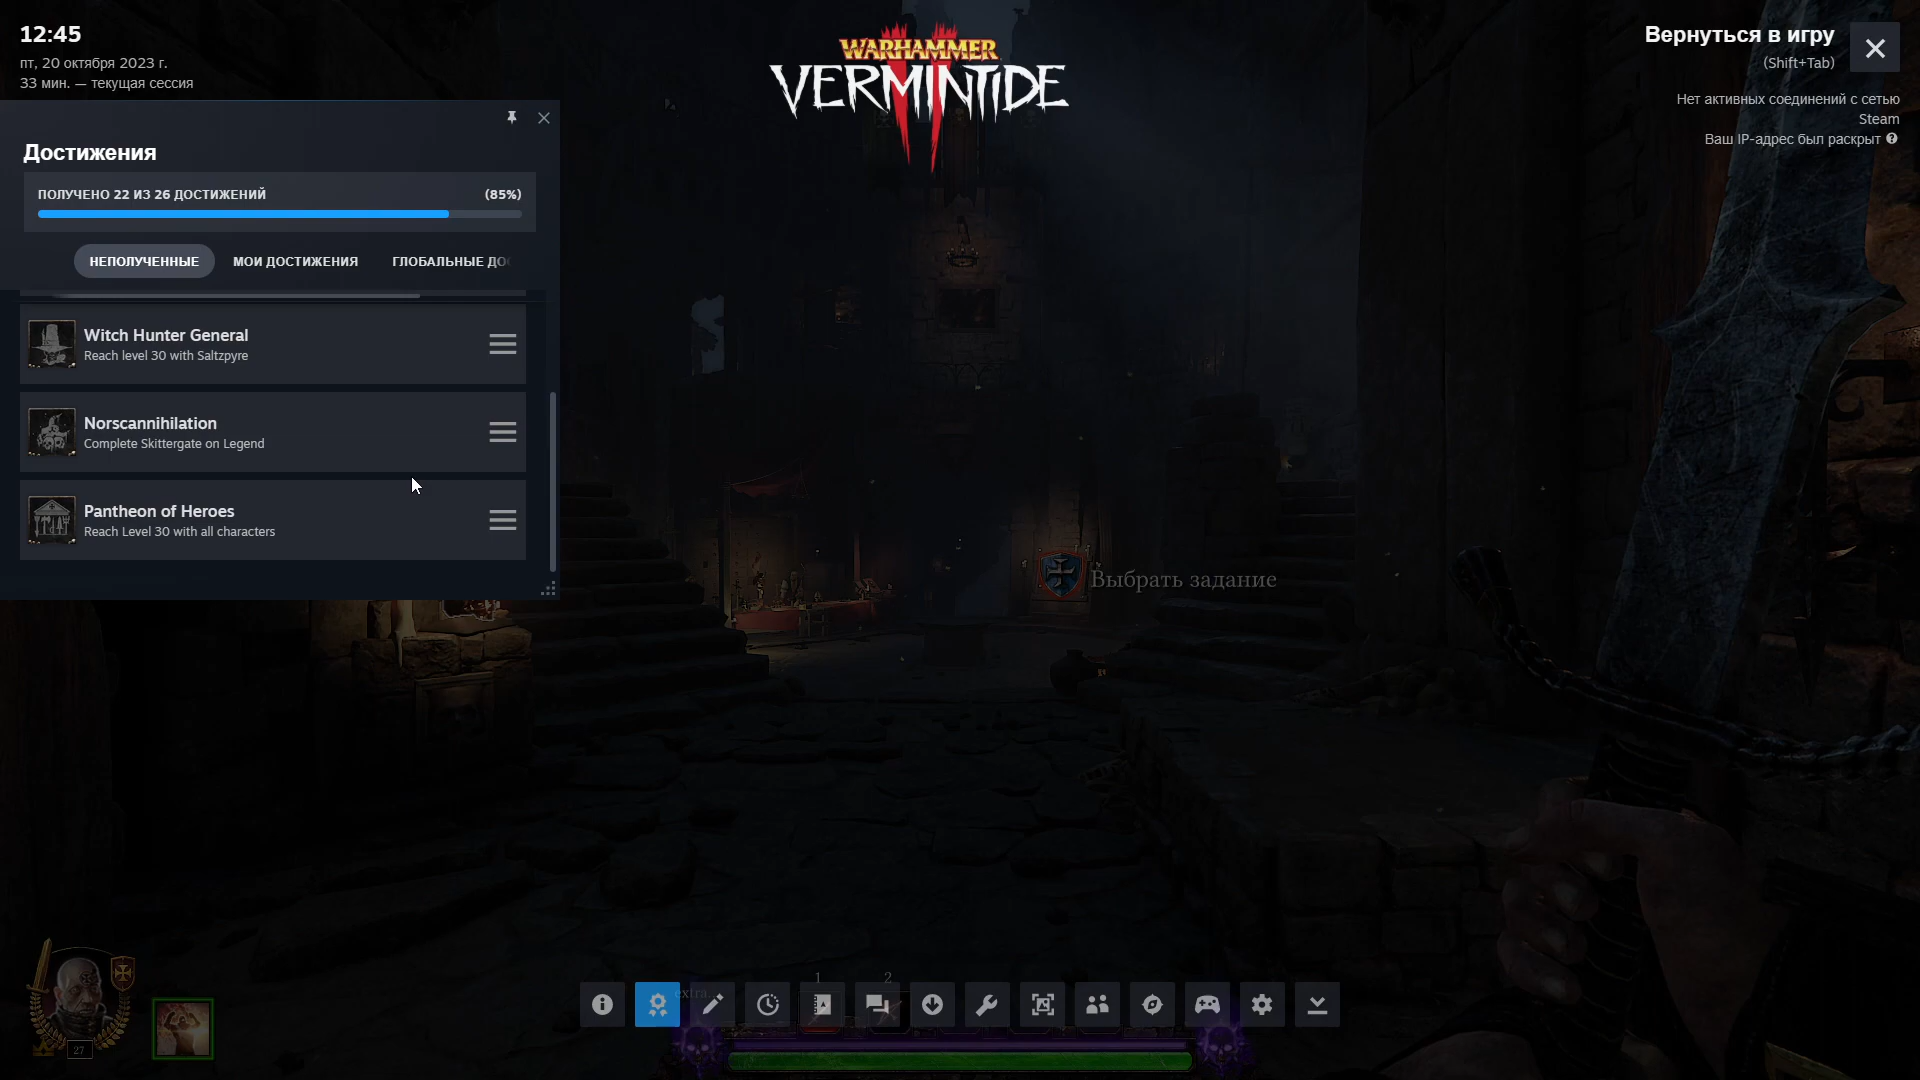 12:45
пт, 20 октября 2023 г.
33 мин. — текущая сессия
WARHAMMER
VERMINTIDE
Вернуться в игру
(Shift+Tab)
Нет активных соединений с сетью
Steam
Ваш IP-адрес был раскрыт
Достижения
ПОЛУЧЕНО 22 ИЗ 26 ДОСТИЖЕНИЙ (85%)
НЕПОЛУЧЕННЫЕ МОИ ДОСТИЖЕНИЯ ГЛОБАЛЬНЫЕ ДО
Witch Hunter General
Reach level 30 with Saltzpyre
Norscannihilation
Complete Skittergate on Legend
Pantheon of Heroes
Reach Level 30 with all characters
Выбрать задание
1 2
27